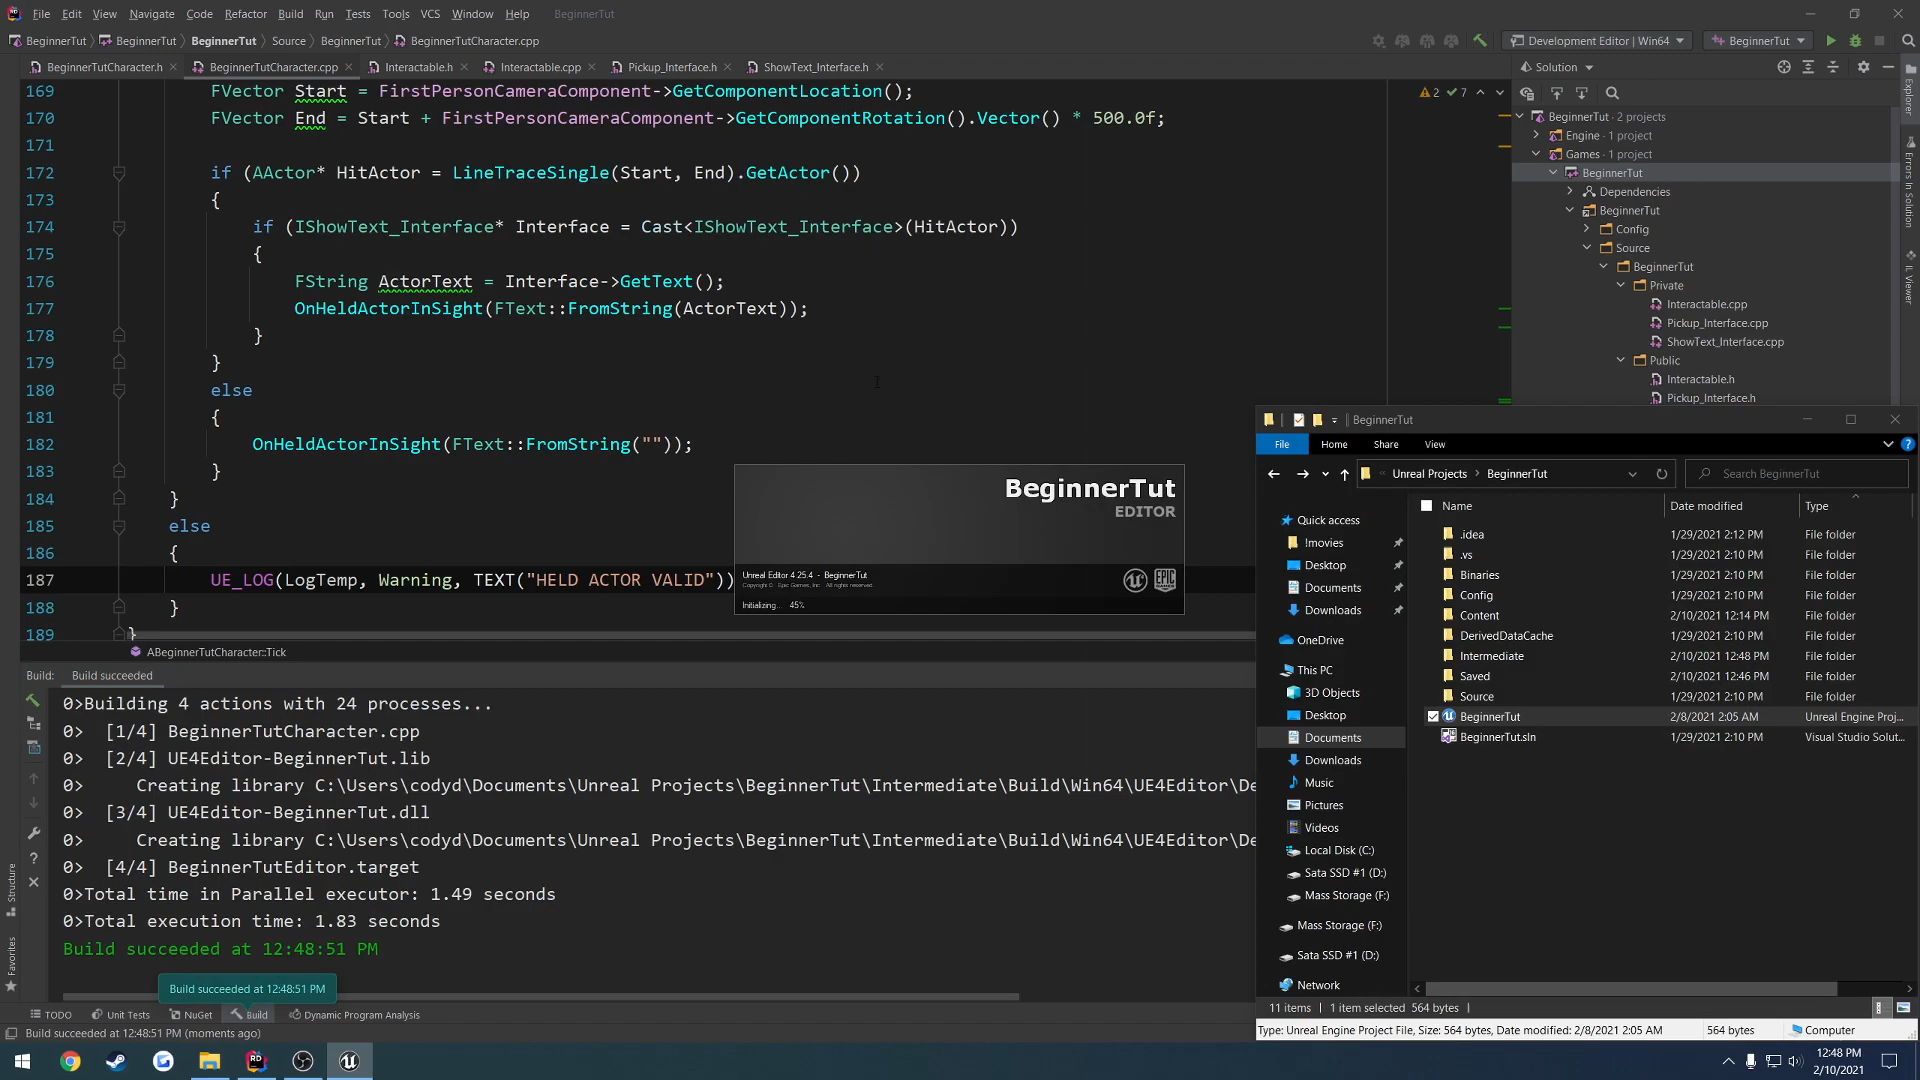 File Edit View Navigate Code Refactor Build Run Tests Tools VCS Window Help BeginnerTut
BeginnerTut BeginnerTut BeginnerTut Source BeginnerTut BeginnerTutCharacter.cpp Development Editor | Win64 BeginnerTut
BeginnerTutCharacter.h BeginnerTutCharacter.cpp Interactable.h Interactable.cpp Pickup_Interface.h ShowText_Interface.h
169 FVector Start = FirstPersonCameraComponent->GetComponentLocation();
170 FVector End = Start + FirstPersonCameraComponent->GetComponentRotation().Vector() * 500.0f;
171
172 if (AActor* HitActor = LineTraceSingle(Start, End).GetActor())
173 {
174 if (IShowText_Interface* Interface = Cast<IShowText_Interface>(HitActor))
175 {
176 FString ActorText = Interface->GetText();
177 OnHeldActorInSight(FText::FromString(ActorText));
178 }
179 }
180 else
181 {
182 OnHeldActorInSight(FText::FromString(""));
183 }
184 }
185 else
186 {
187 UE_LOG(LogTemp, Warning, TEXT("HELD ACTOR VALID"))
188 }
189 }
2 7
ABeginnerTutCharacter::Tick
BeginnerTut
EDITOR
Unreal Editor 4.25.4 - BeginnerTut
Copyright © Epic Games, Inc. All rights reserved.
Initializing... 45%
EPIC GAMES
Solution
BeginnerTut · 2 projects
Engine · 1 project
Games · 1 project
BeginnerTut
Dependencies
BeginnerTut
Config
Source
BeginnerTut
Private
Interactable.cpp
Pickup_Interface.cpp
ShowText_Interface.cpp
Public
Interactable.h
Pickup_Interface.h
Explorer
Errors In Solution
IL Viewer
Build: Build succeeded
0>Building 4 actions with 24 processes...
0> [1/4] BeginnerTutCharacter.cpp
0> [2/4] UE4Editor-BeginnerTut.lib
0> Creating library C:\Users\codyd\Documents\Unreal Projects\BeginnerTut\Intermediate\Build\Win64\UE4Editor\De
0> [3/4] UE4Editor-BeginnerTut.dll
0> Creating library C:\Users\codyd\Documents\Unreal Projects\BeginnerTut\Intermediate\Build\Win64\UE4Editor\De
0> [4/4] BeginnerTutEditor.target
0>Total time in Parallel executor: 1.49 seconds
0>Total execution time: 1.83 seconds
Build succeeded at 12:48:51 PM
Build succeeded at 12:48:51 PM
Structure
Favorites
TODO Unit Tests NuGet Build Dynamic Program Analysis
Build succeeded at 12:48:51 PM (moments ago)
BeginnerTut
File Home Share View
Unreal Projects BeginnerTut Search BeginnerTut
Quick access
!movies
Desktop
Documents
Downloads
OneDrive
This PC
3D Objects
Desktop
Documents
Downloads
Music
Pictures
Videos
Local Disk (C:)
Sata SSD #1 (D:)
Mass Storage (F:)
Mass Storage (F:)
Sata SSD #1 (D:)
Network
Name Date modified Type
.idea 1/29/2021 2:12 PM File folder
.vs 1/29/2021 2:10 PM File folder
Binaries 1/29/2021 2:10 PM File folder
Config 1/29/2021 2:10 PM File folder
Content 2/10/2021 12:14 PM File folder
DerivedDataCache 1/29/2021 2:10 PM File folder
Intermediate 2/10/2021 12:48 PM File folder
Saved 2/10/2021 12:46 PM File folder
Source 1/29/2021 2:10 PM File folder
BeginnerTut 2/8/2021 2:05 AM Unreal Engine Proj...
BeginnerTut.sln 1/29/2021 2:10 PM Visual Studio Solut...
11 items 1 item selected 564 bytes
Type: Unreal Engine Project File, Size: 564 bytes, Date modified: 2/8/2021 2:05 AM 564 bytes Computer
12:48 PM
2/10/2021